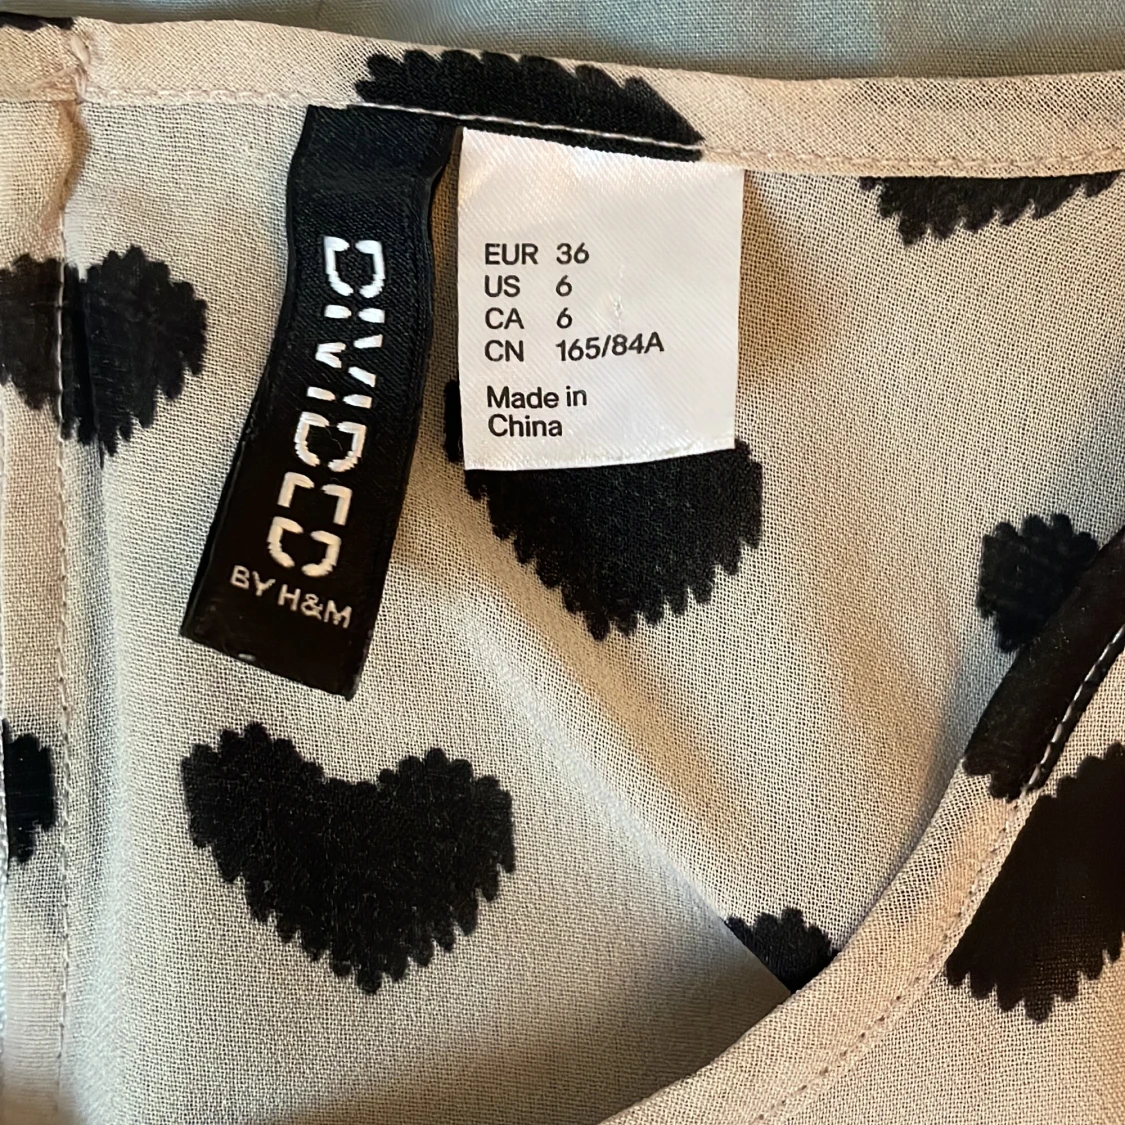 DIVIDED
BY H&M
EUR 36
US 6
CA 6
CN 165/84A
Made in
China